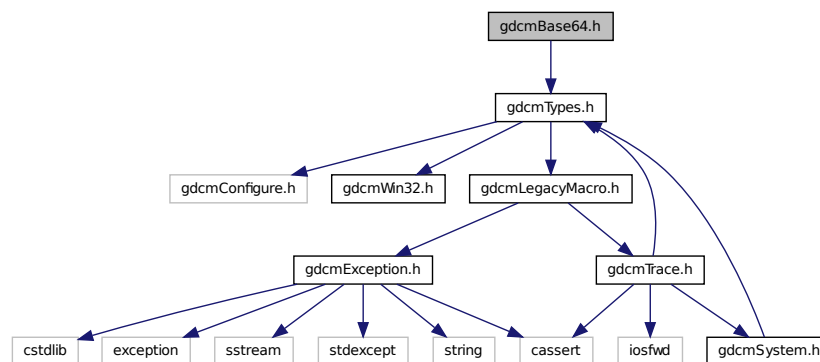 gdcmBase64.h
gdcmTypes.h
gdcmConfigure.h
gdcmWin32.h
gdcmLegacyMacro.h
gdcmException.h
gdcmTrace.h
cstdlib
exception
sstream
stdexcept
string
cassert
iosfwd
gdcmSystem.h